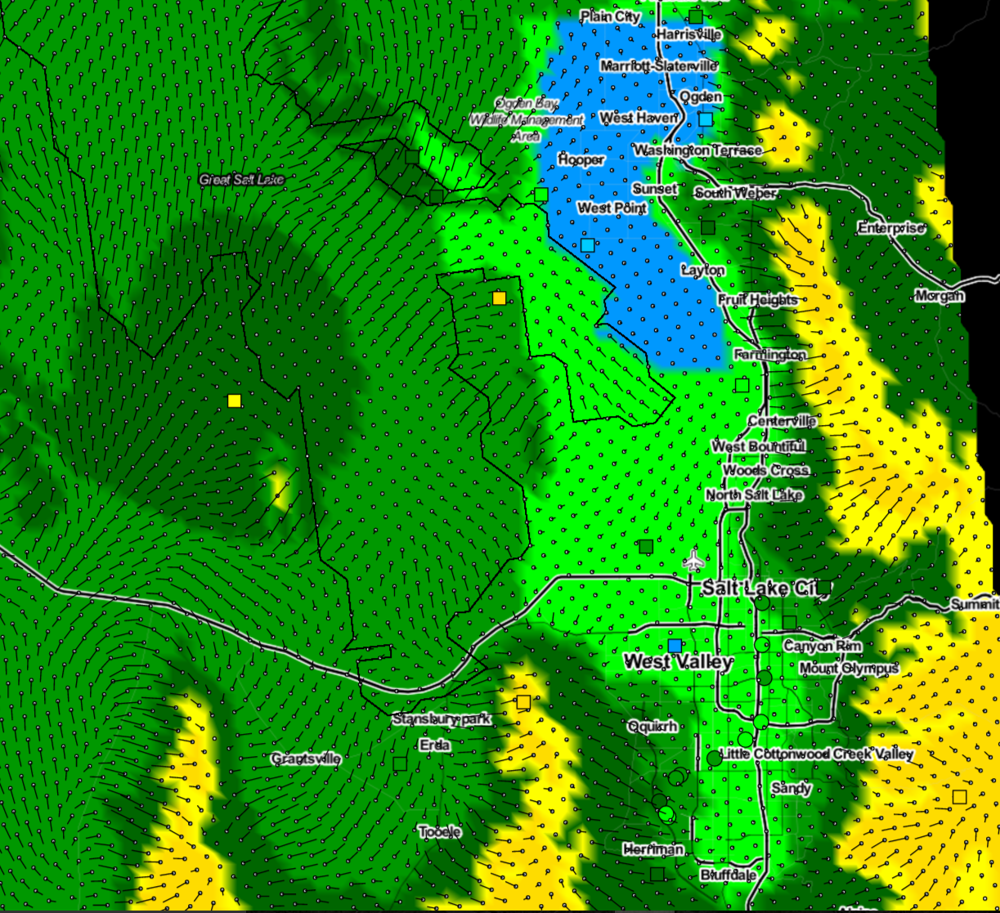 Plain City
Harrisville
Marriott-Slaterville
Ogden
Ogden Bay
Wildlife Management
Area
West Haven
Washington Terrace
Hooper
Great Salt Lake
Sunset
South Weber
West Point
Enterprise
Layton
Morgan
Fruit Heights
Farmington
Centerville
West Bountiful
Woods Cross
North Salt Lake
Salt Lake City
Summit
Canyon Rim
West Valley
Mount Olympus
Stansbury park
Oquirrh
Erda
Grantsville
Little Cottonwood Creek Valley
Sandy
Tooele
Herriman
Bluffdale